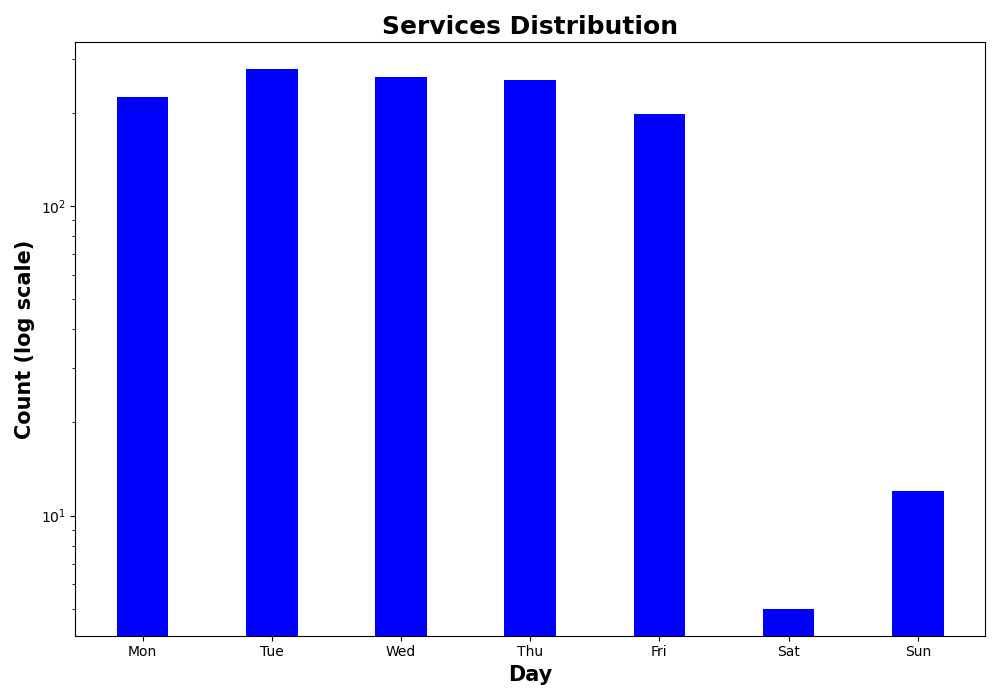 Services Distribution
Count (log scale)
10²
10¹
Mon Tue Wed Thu Fri Sat Sun
Day